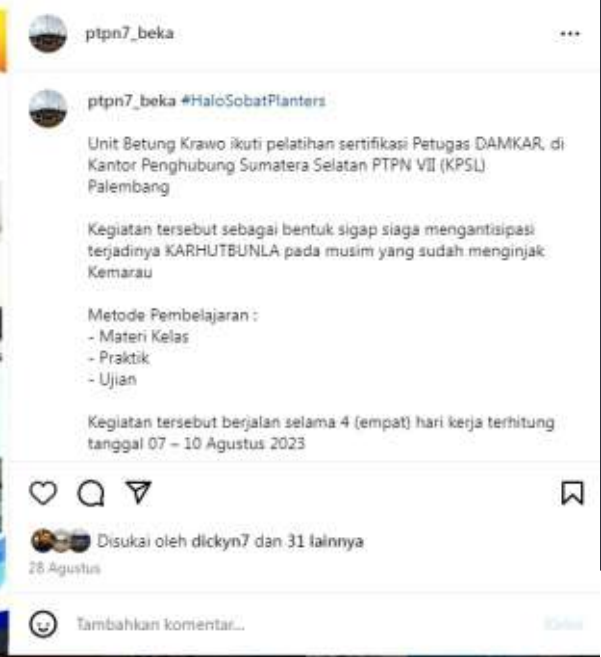 ptpn7_beka
ptpn7_beka #HaloSobatPlanters
Unit Betung Krawo ikuti pelatihan sertifikasi Petugas DAMKAR, di
Kantor Penghubung Sumatera Selatan PTPN VII (KPSL)
Palembang
Kegiatan tersebut sebagai bentuk sigap siaga mengantisipasi
terjadinya KARHUTBUNLA pada musim yang sudah menginjak
Kemarau
Metode Pembelajaran :
- Materi Kelas
- Praktik
- Ujian
Kegiatan tersebut berjalan selama 4 (empat) hari kerja terhitung
tanggal 07 – 10 Agustus 2023
Disukai oleh dickyn7 dan 31 lainnya
28 Agustus
Tambahkan komentar...